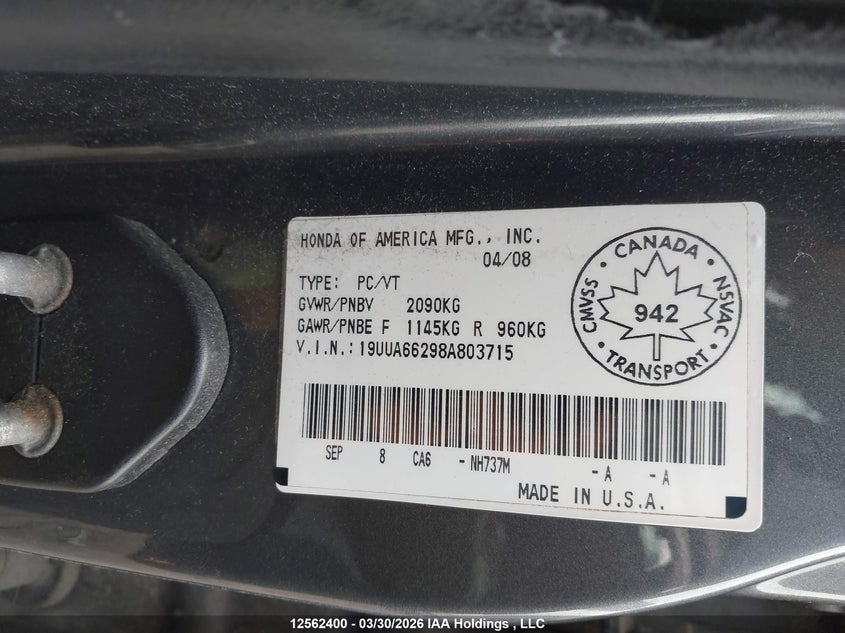 HONDA OF AMERICA MFG., INC.
04/08
TYPE: PC/VT
GVWR/PNBV 2090KG
GAWR/PNBE F 1145KG R 960KG
V.I.N.:19UUA66298A803715
CANADA
CMVSS · NSVAC
942
TRANSPORT
SEP 8 CA6 -NH737M -A -A
MADE IN U.S.A.
12562400 - 03/30/2026 IAA Holdings , LLC